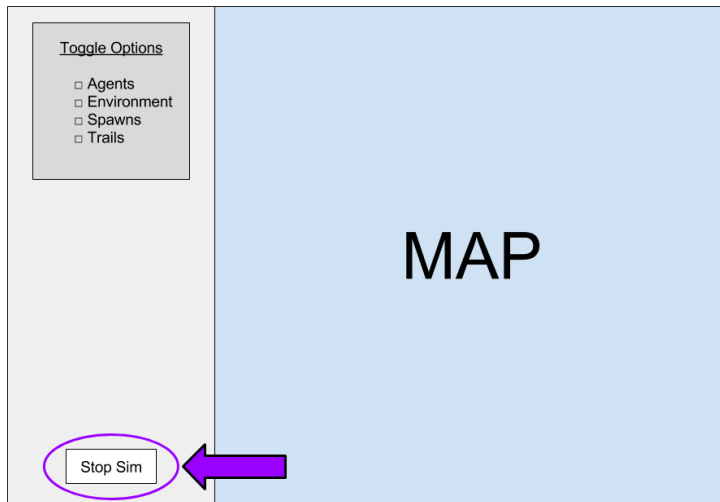 Toggle Options
Agents
Environment
Spawns
Trails
MAP
Stop Sim